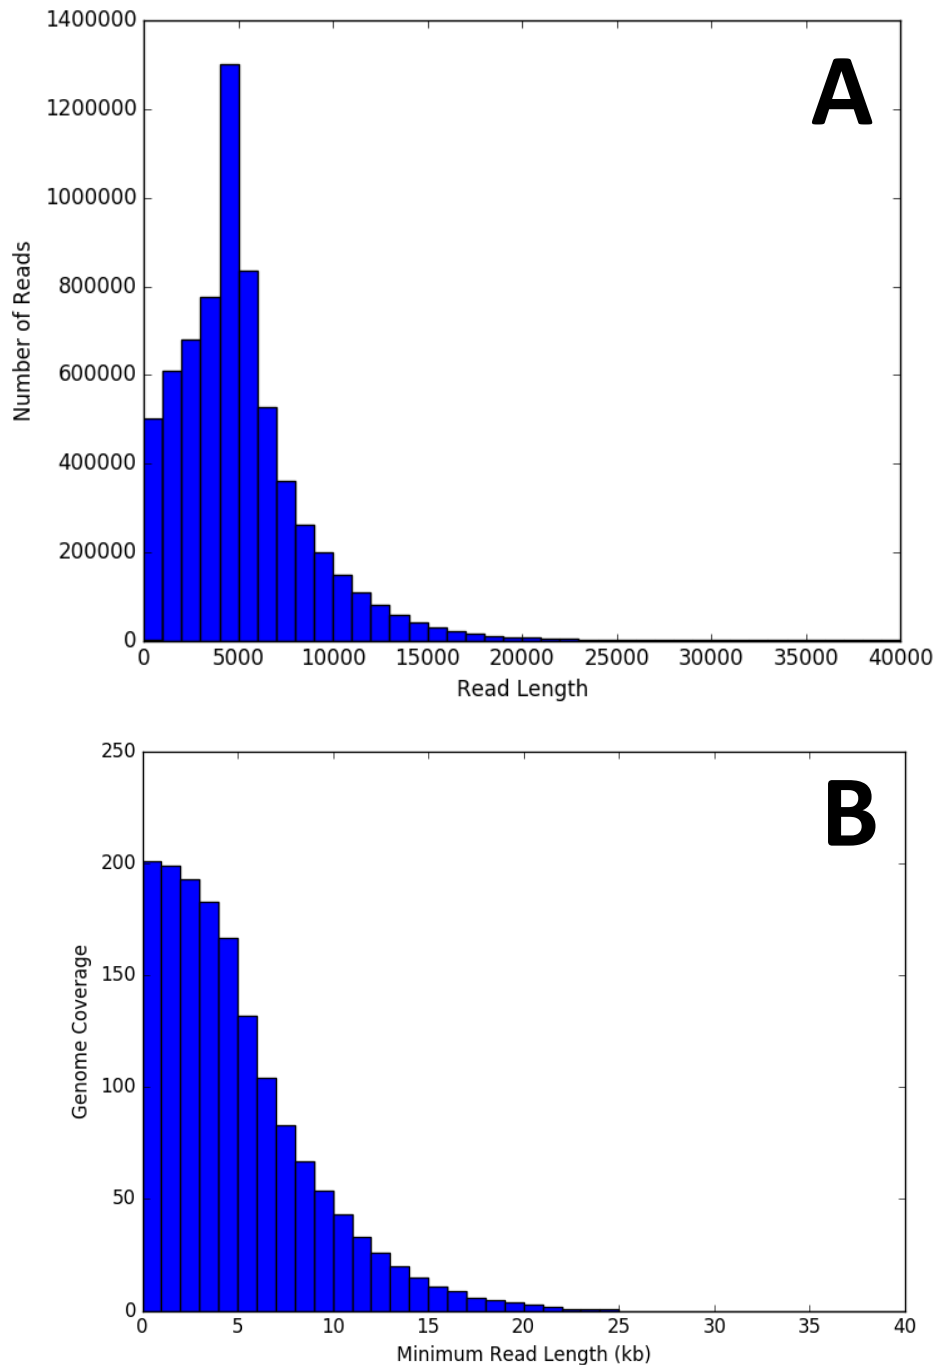 A
1400000
1200000
1000000
800000
600000
400000
200000
0
Number of Reads
0 5000 10000 15000 20000 25000 30000 35000 40000
Read Length
B
250
200
150
100
50
0
Genome Coverage
0 5 10 15 20 25 30 35 40
Minimum Read Length (kb)